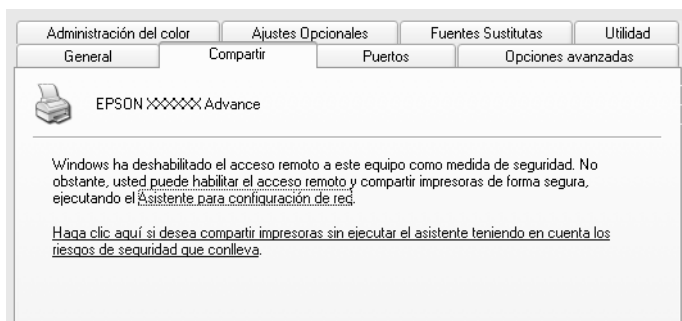 Administración del color Ajustes Opcionales Fuentes Sustitutas Utilidad
General Compartir Puertos Opciones avanzadas
EPSON XXXXXX Advance
Windows ha deshabilitado el acceso remoto a este equipo como medida de seguridad. No
obstante, usted puede habilitar el acceso remoto y compartir impresoras de forma segura,
ejecutando el Asistente para configuración de red.
Haga clic aquí si desea compartir impresoras sin ejecutar el asistente teniendo en cuenta los
riesgos de seguridad que conlleva.